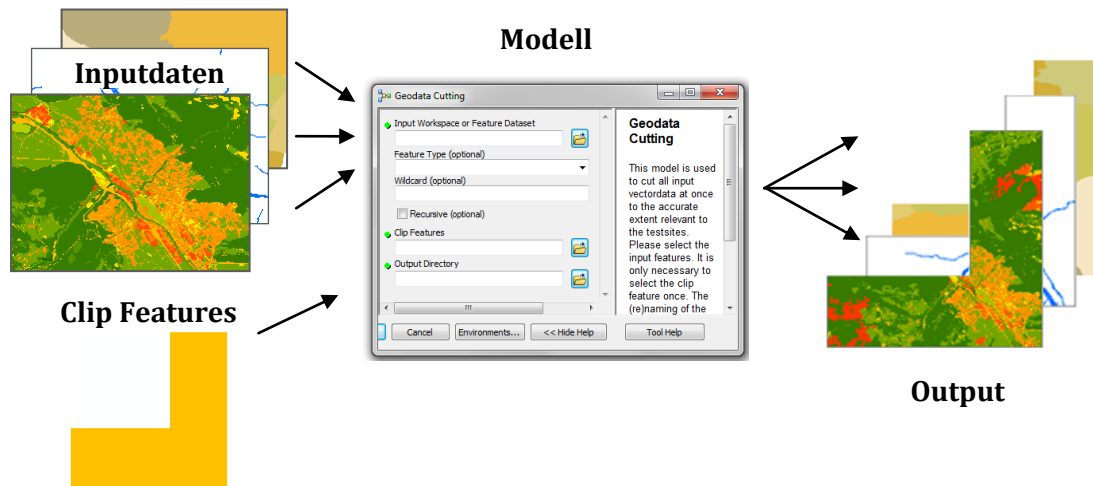 Modell
Inputdaten
Clip Features
Geodata Cutting
Input Workspace or Feature Dataset
Feature Type (optional)
Wildcard (optional)
Recursive (optional)
Clip Features
Output Directory
Cancel
Environments...
<< Hide Help
Tool Help
Geodata
Cutting
This model is used
to cut all input
vectordata at once
to the accurate
extent relevant to
the testsites.
Please select the
input features. It is
only necessary to
select the clip
feature once. The
(re)naming of the
Output